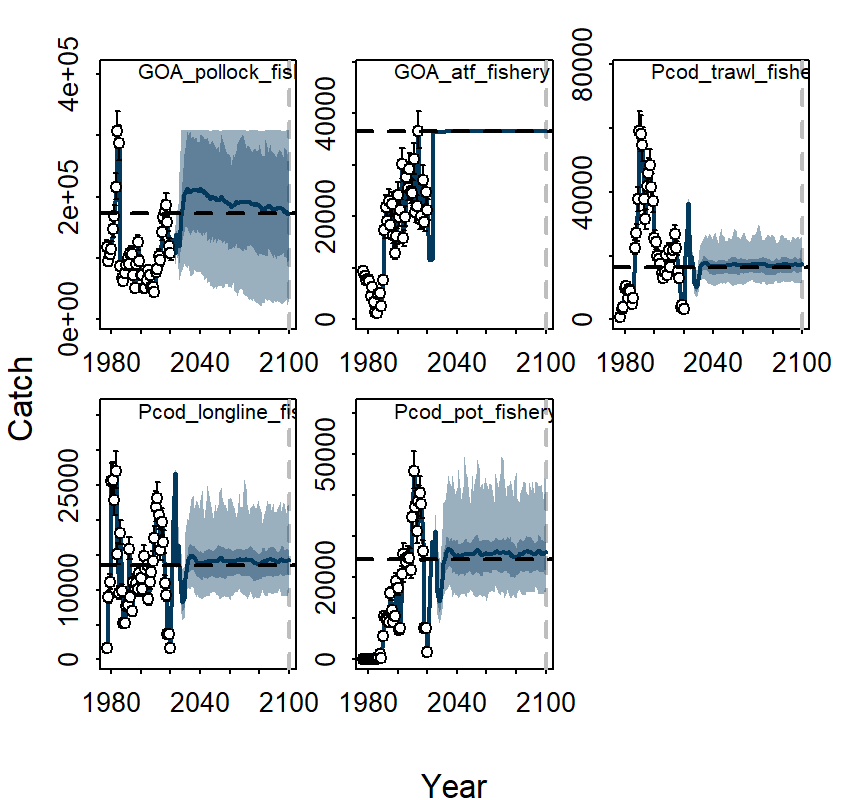 GOA_pollock_fisl
GOA_atf_fishery
Pcod_trawl_fishe
0e+00 2e+05 4e+05
0 20000 40000
0 40000 80000
1980 2040 2100
1980 2040 2100
1980 2040 2100
Pcod_longline_fis
Pcod_pot_fishery
0 10000 25000
0 20000 50000
1980 2040 2100
1980 2040 2100
Catch
Year